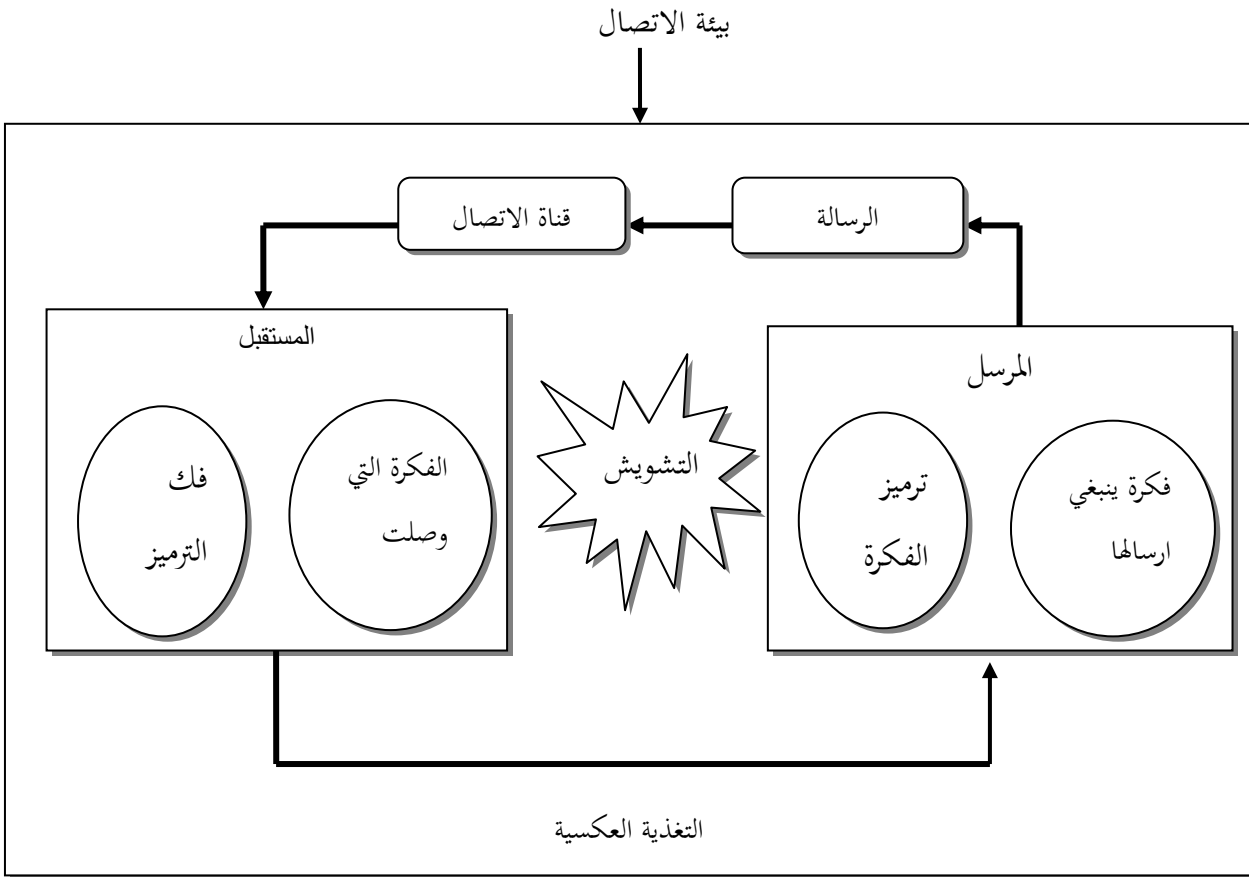 بيئة الاتصال
الرسالة
قناة الاتصال
المرسل
فكرة ينبغي
ارسالها
ترميز
الفكرة
التشويش
المستقبل
الفكرة التي
وصلت
فك
الترميز
التغذية العكسية